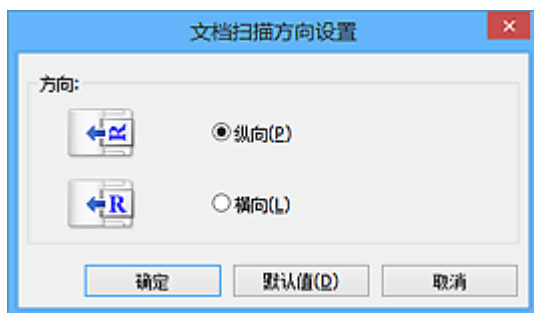 文档扫描方向设置
方向:
R
纵向(P)
R
横向(L)
确定 默认值(D) 取消